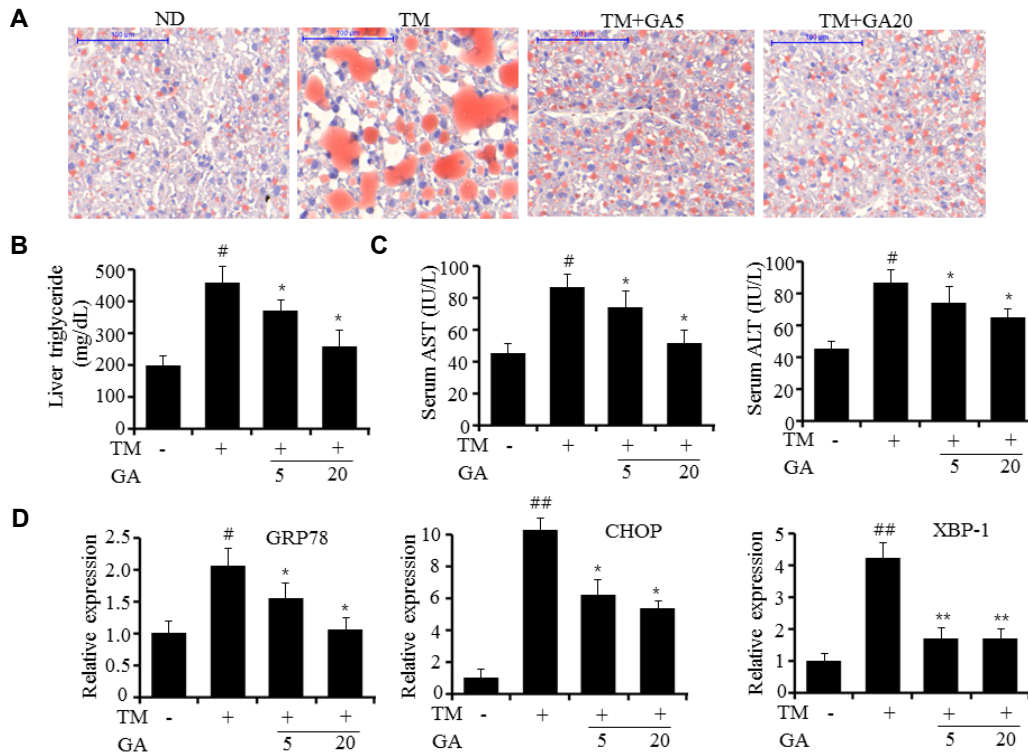 A
ND
TM
TM+GA5
TM+GA20
100 µm
100 µm
100 µm
100 µm
B
Liver triglyceride
(mg/dL)
500
400
300
200
100
0
#
*
*
TM - + + +
GA 5 20
C
Serum AST (IU/L)
100
80
60
40
20
0
#
*
*
TM - + + +
GA 5 20
Serum ALT (IU/L)
100
80
60
40
20
0
#
*
*
TM - + + +
GA 5 20
D
GRP78
Relative expression
2.5
2.0
1.5
1.0
0.5
0.0
#
*
*
TM - + + +
GA 5 20
CHOP
Relative expression
10
8
6
4
2
0
##
*
*
TM - + + +
GA 5 20
XBP-1
Relative expression
5
4
3
2
1
0
##
**
**
TM - + + +
GA 5 20